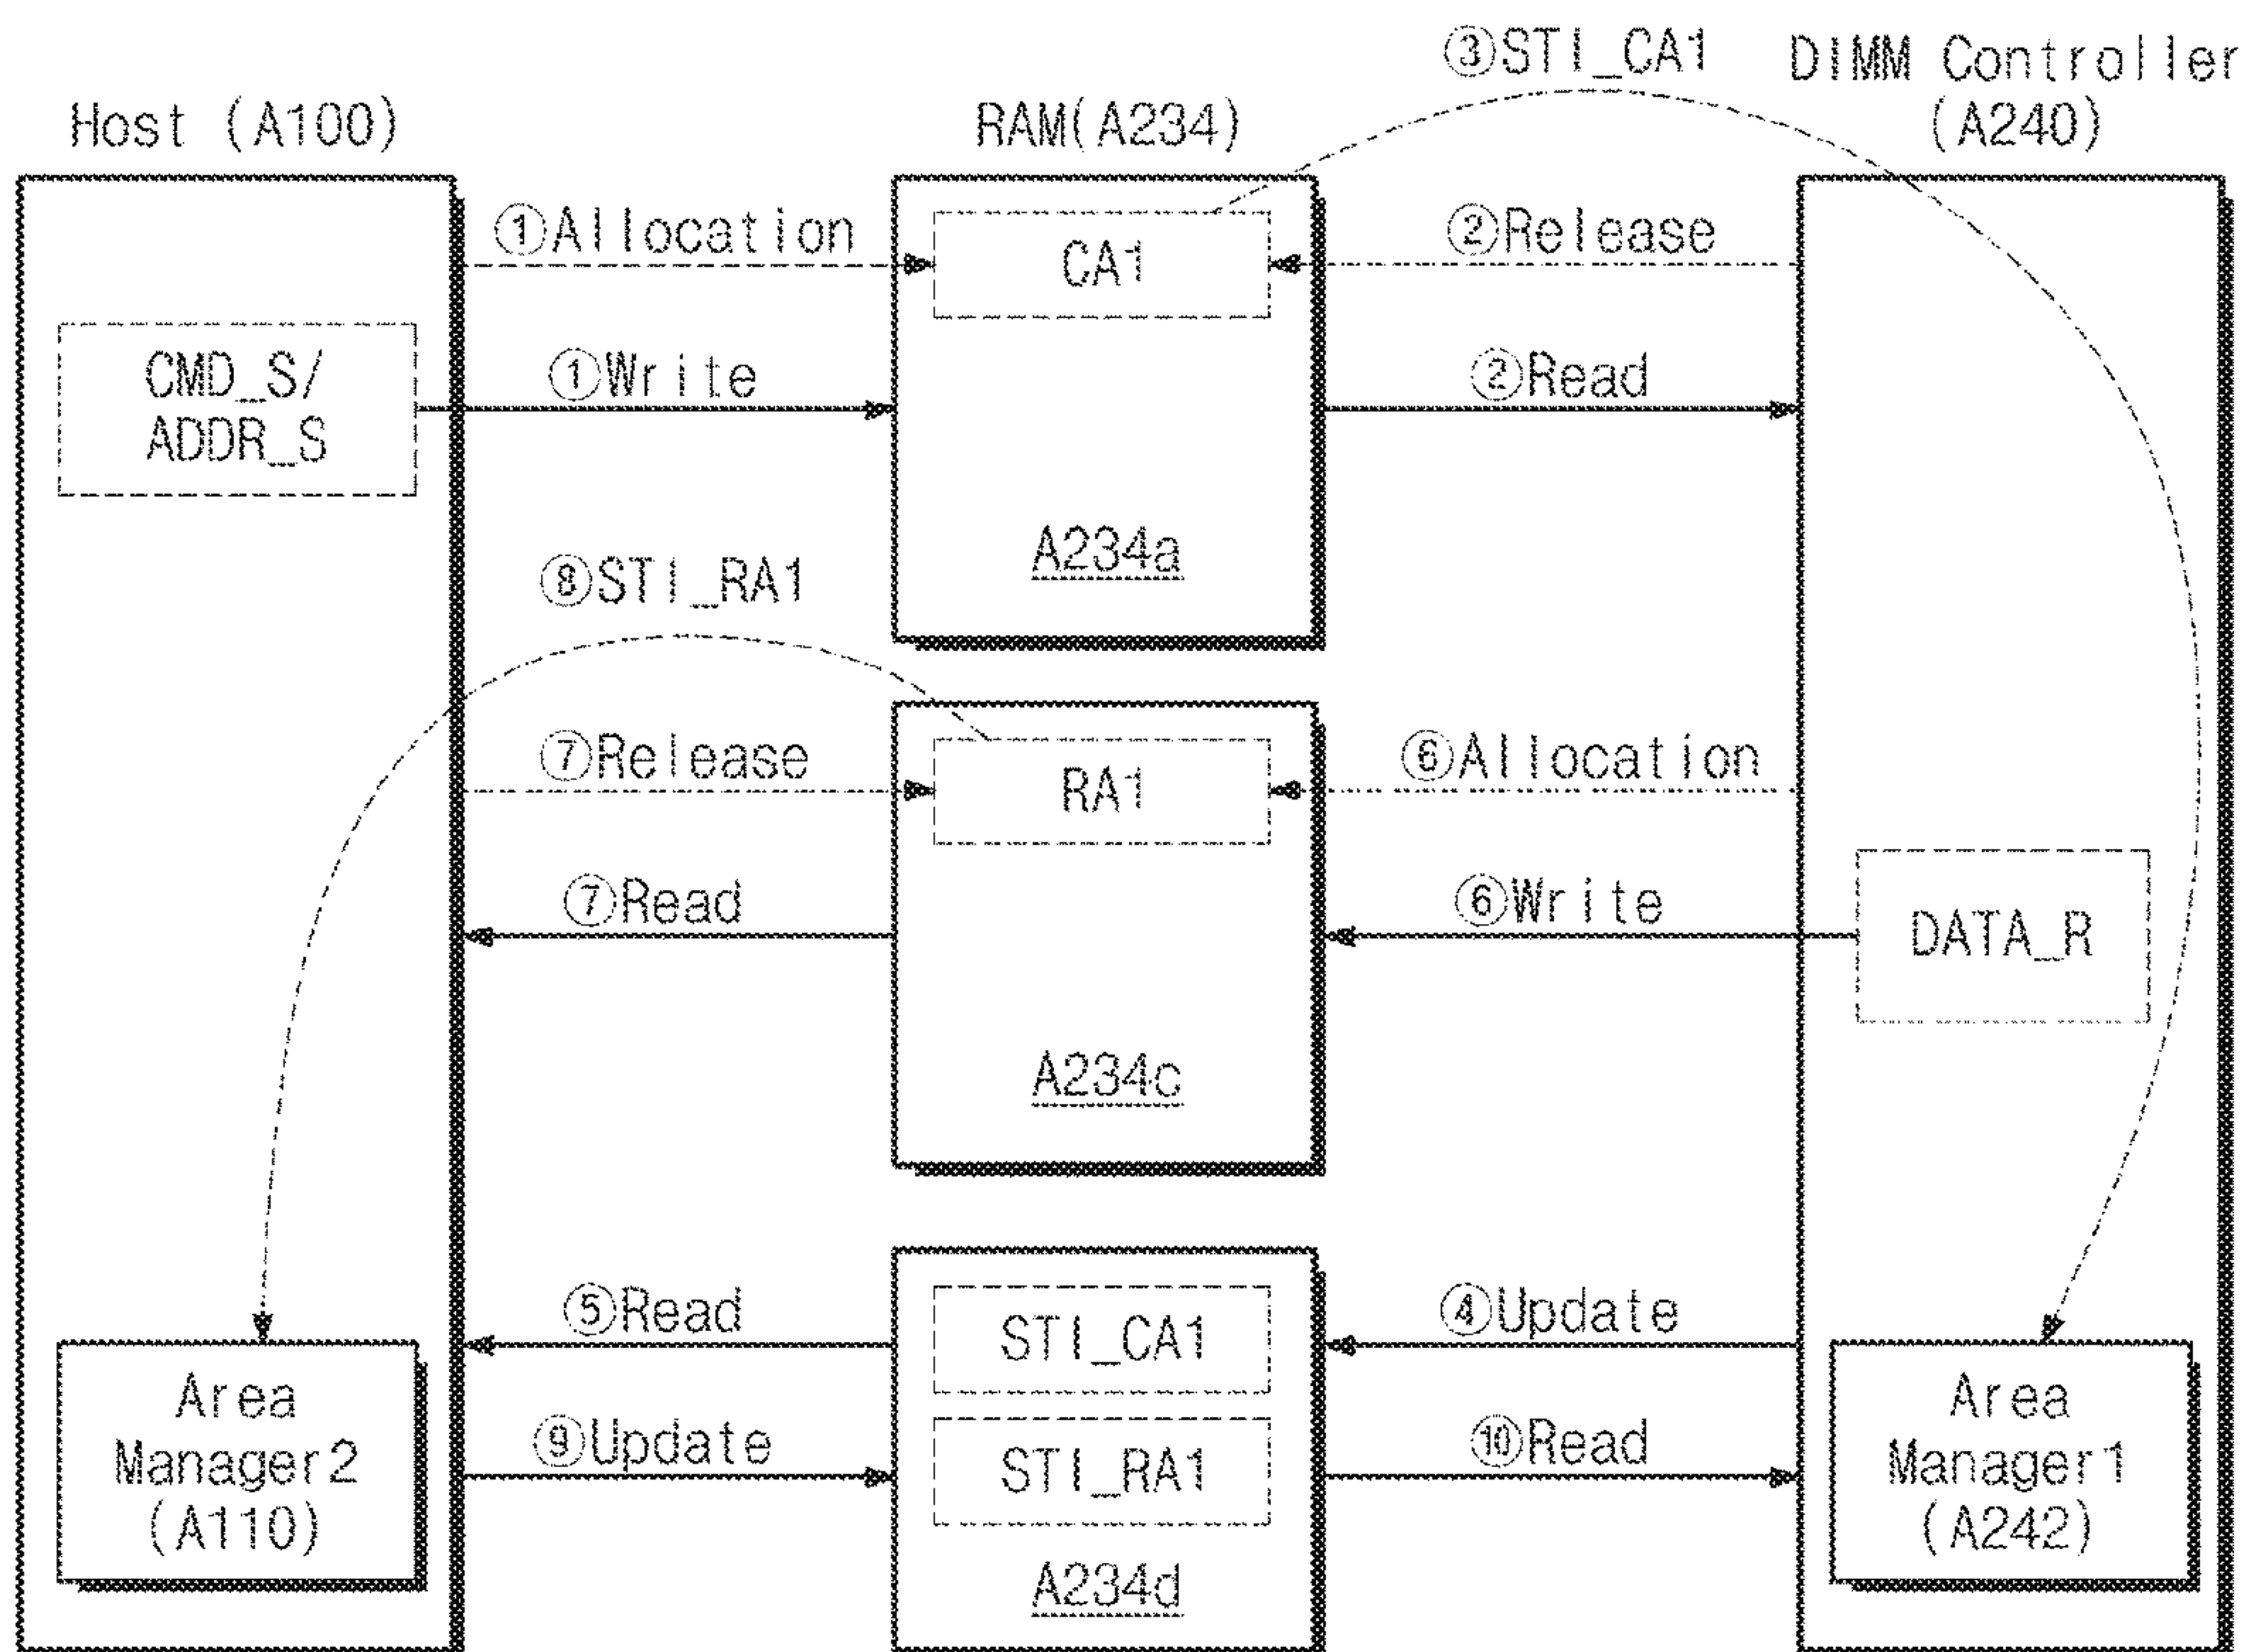 ③STI_CA1
DIMM Controller
(A240)
Host (A100)
RAM(A234)
①Allocation
CA1
②Release
CMD_S/
ADDR_S
①Write
②Read
A234a
⑧STI_RA1
⑦Release
RA1
⑥Allocation
⑦Read
⑥Write
DATA_R
A234c
⑤Read
STI_CA1
④Update
Area
Manager2
(A110)
⑨Update
STI_RA1
⑩Read
Area
Manager1
(A242)
A234d